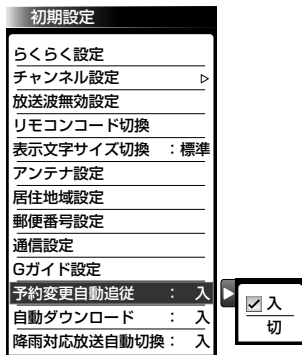 初期設定
らくらく設定
チャンネル設定 ▷
放送波無効設定
リモコンコード切換
表示文字サイズ切換 ：標準
アンテナ設定
居住地域設定
郵便番号設定
通信設定
Gガイド設定
予約変更自動追従 ： 入
自動ダウンロード ： 入
降雨対応放送自動切換： 入
入
切